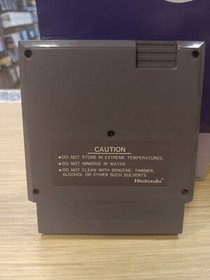 CAUTION
● DO NOT STORE IN EXTREME TEMPERATURES.
● DO NOT IMMERSE IN WATER.
● DO NOT CLEAN WITH BENZENE, THINNER,
ALCOHOL OR OTHER SUCH SOLVENTS.
Nintendo